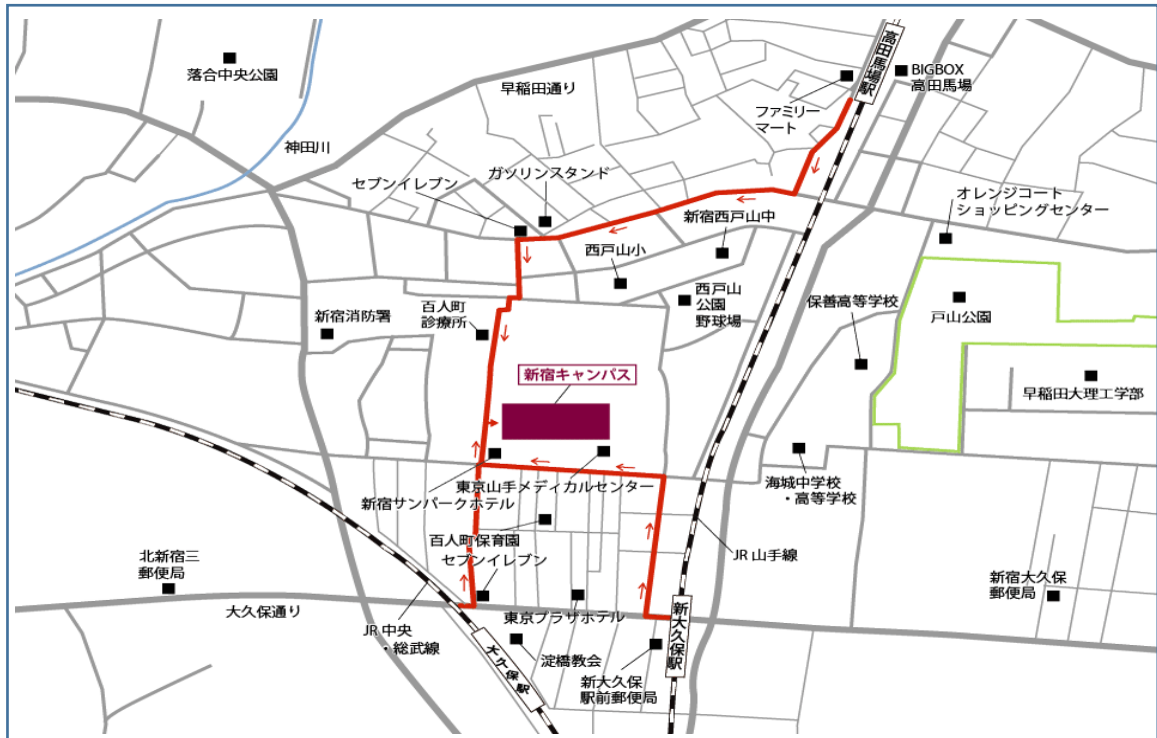 落合中央公園
早稲田通り
高田馬場駅
BIGBOX
高田馬場
ファミリー
マート
神田川
セブンイレブン
ガソリンスタンド
オレンジコート
ショッピングセンター
新宿西戸山中
西戸山小
西戸山
公園
野球場
保善高等学校
戸山公園
新宿消防署
百人町
診療所
新宿キャンパス
早稲田大理工学部
東京山手メディカルセンター
新宿サンパークホテル
海城中学校
・高等学校
百人町保育園
セブンイレブン
JR 山手線
北新宿三
郵便局
新宿大久保
郵便局
大久保通り
東京プラザホテル
新大久保駅
JR 中央
・総武線
大久保駅
淀橋教会
新大久保
駅前郵便局